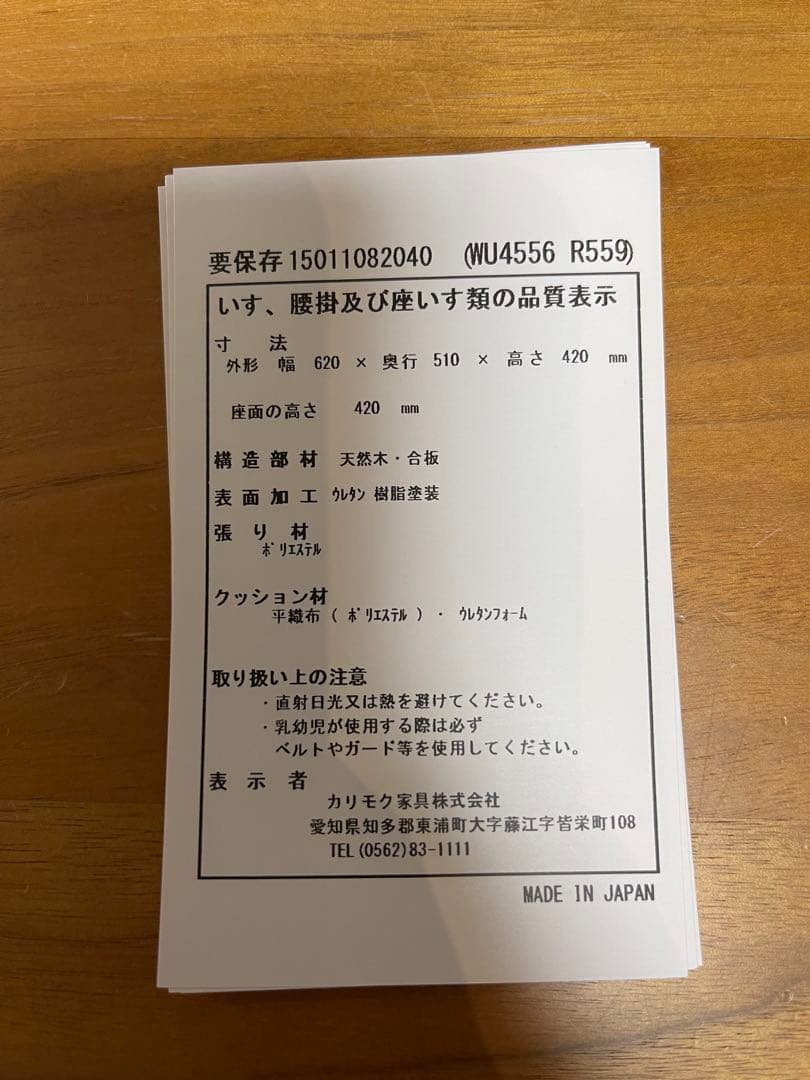 要保存 15011082040 (WU4556 R559)
いす、腰掛及び座いす類の品質表示
寸 法
外形 幅 620 × 奥行 510 × 高さ 420 mm
座面の高さ 420 mm
構造部材 天然木・合板
表面加工 ｳﾚﾀﾝ 樹脂塗装
張り材
ﾎﾟﾘｴｽﾃﾙ
クッション材
平織布 ( ﾎﾟﾘｴｽﾃﾙ ) ・ ｳﾚﾀﾝﾌｫｰﾑ
取り扱い上の注意
・直射日光又は熱を避けてください。
・乳幼児が使用する際は必ず
ベルトやガード等を使用してください。
表示者
カリモク家具株式会社
愛知県知多郡東浦町大字藤江字皆栄町108
TEL (0562)83-1111
MADE IN JAPAN